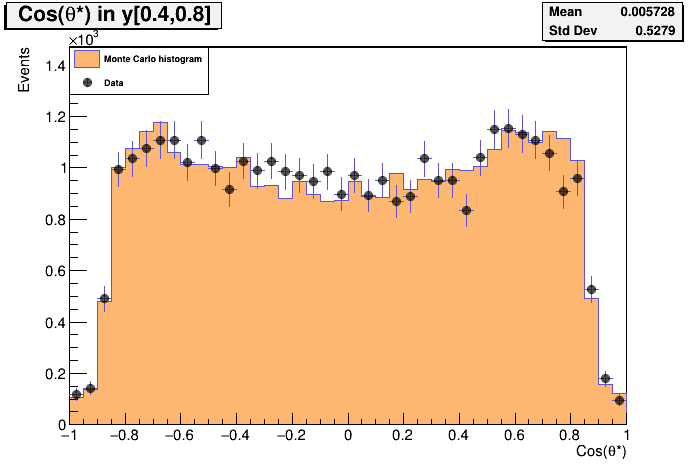 Cos(θ*) in y[0.4,0.8]
Mean 0.005728
Std Dev 0.5279
×10³
Events
Monte Carlo histogram
Data
1.4
1.2
1
0.8
0.6
0.4
0.2
0
−1 −0.8 −0.6 −0.4 −0.2 0 0.2 0.4 0.6 0.8 1
Cos(θ*)